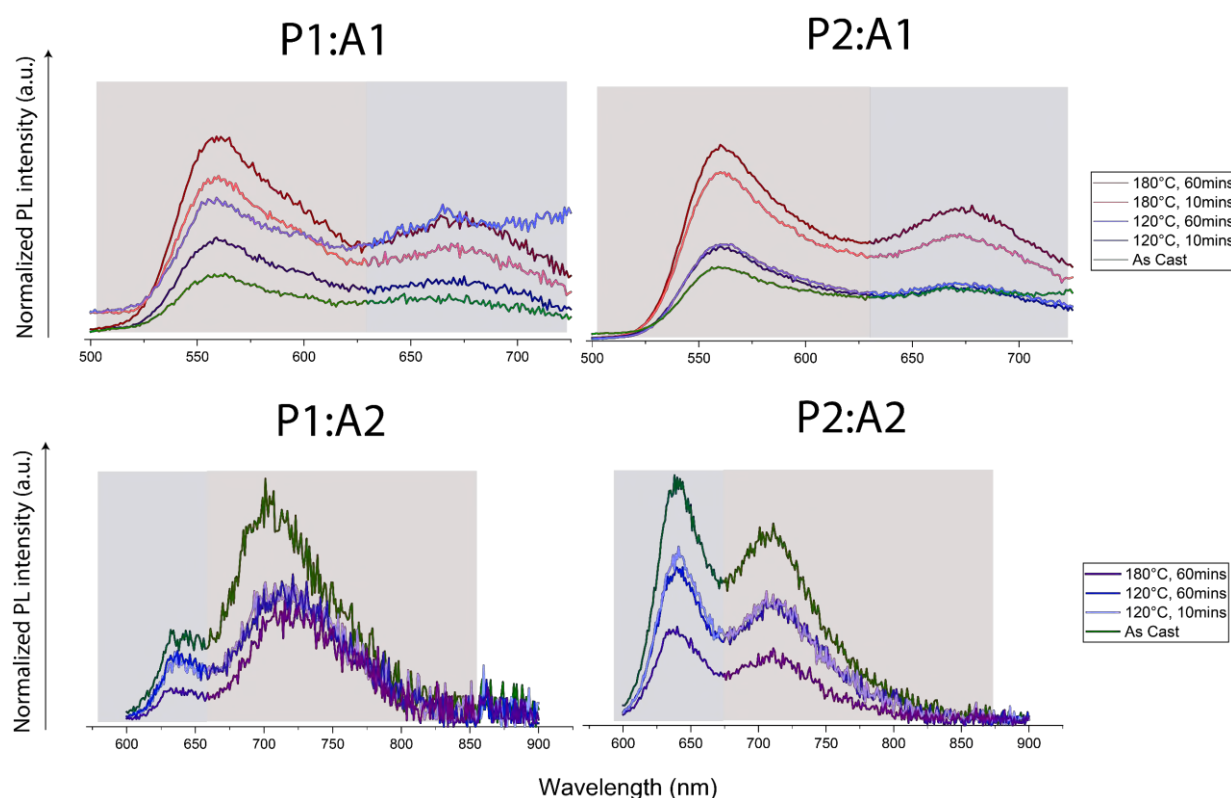 P1:A1
P2:A1
Normalized PL intensity (a.u.)
500
550
600
650
700
500
550
600
650
700
180°C, 60mins
180°C, 10mins
120°C, 60mins
120°C, 10mins
As Cast
P1:A2
P2:A2
Normalized PL intensity (a.u.)
600
650
700
750
800
850
900
600
650
700
750
800
850
900
180°C, 60mins
120°C, 60mins
120°C, 10mins
As Cast
Wavelength (nm)